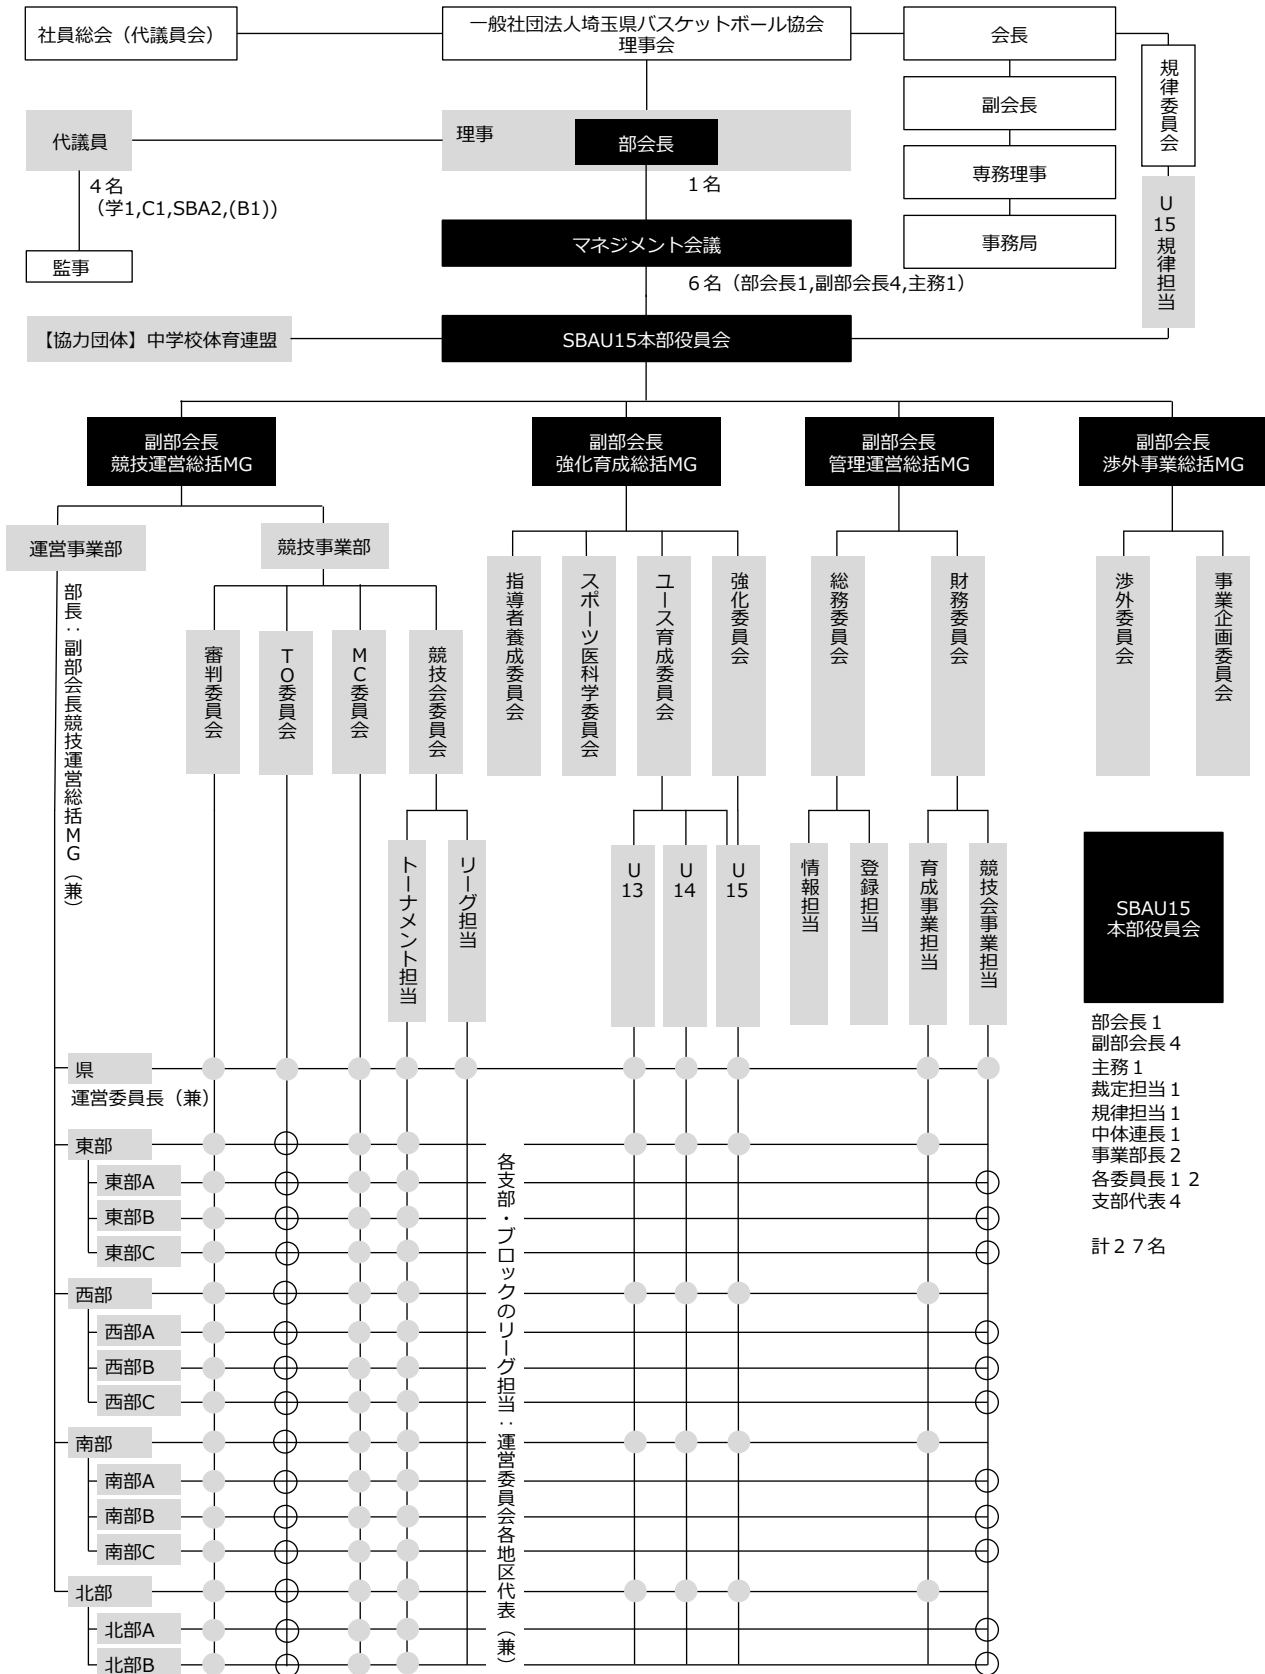 社員総会（代議員会）
一般社団法人埼玉県バスケットボール協会
理事会
会長
規律委員会
副会長
代議員
理事
部会長
専務理事
１名
４名
（学1,C1,SBA2,(B1)）
U15規律担当
マネジメント会議
事務局
監事
６名（部会長1,副部会長4,主務1）
【協力団体】中学校体育連盟
SBAU15本部役員会
副部会長
競技運営総括MG
副部会長
強化育成総括MG
副部会長
管理運営総括MG
副部会長
渉外事業総括MG
運営事業部
競技事業部
部長：副部会長競技運営総括MG（兼）
審判委員会
TO委員会
MC委員会
競技会委員会
指導者養成委員会
スポーツ医科学委員会
ユース育成委員会
強化委員会
総務委員会
財務委員会
渉外委員会
事業企画委員会
トーナメント担当
リーグ担当
U13
U14
U15
情報担当
登録担当
育成事業担当
競技会事業担当
SBAU15
本部役員会
部会長１
副部会長４
主務１
裁定担当１
規律担当１
中体連長１
事業部長２
各委員長１２
支部代表４
計２７名
県
運営委員長（兼）
東部
東部A
東部B
東部C
西部
西部A
西部B
西部C
南部
南部A
南部B
南部C
北部
北部A
北部B
各支部・ブロックのリーグ担当：運営委員会各地区代表（兼）